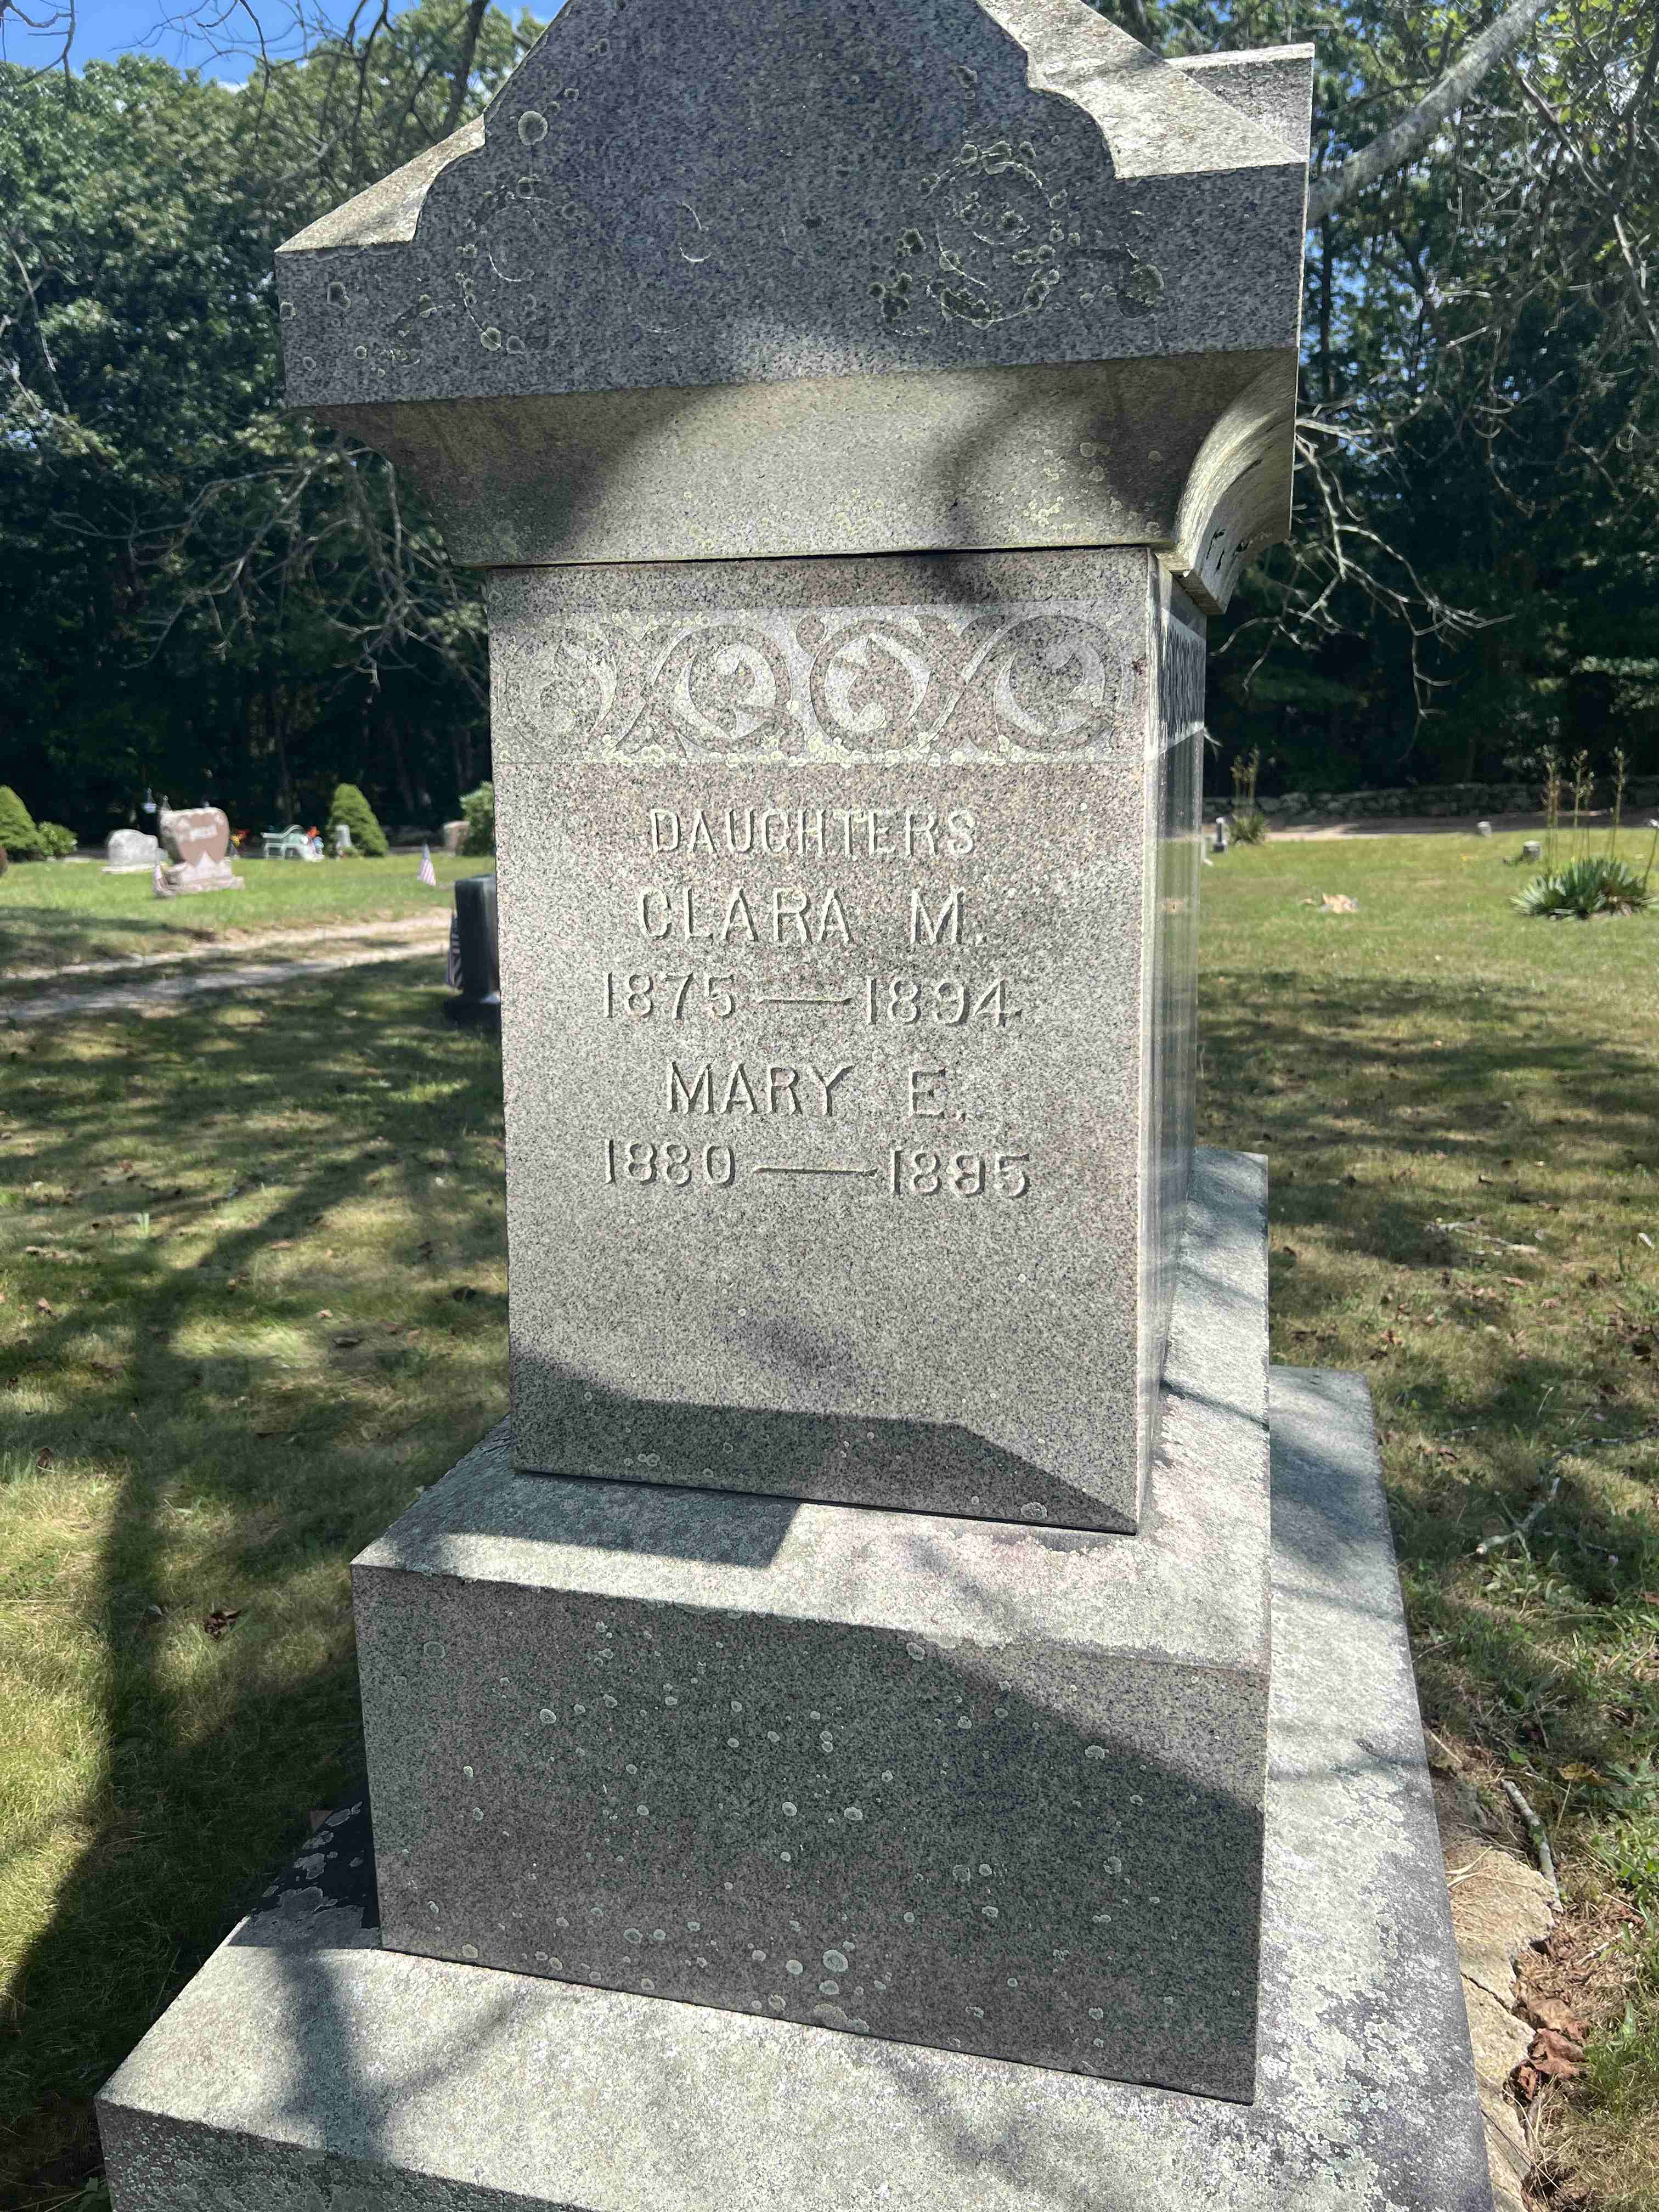 DAUGHTERS
CLARA M.
1875 — 1894
MARY E.
1880 — 1895